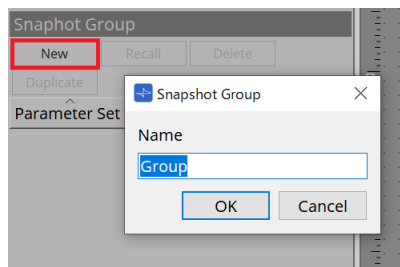 Snaphot Group
New Recall Delete
Duplicate
Parameter Set
Snapshot Group
Name
Group
OK Cancel